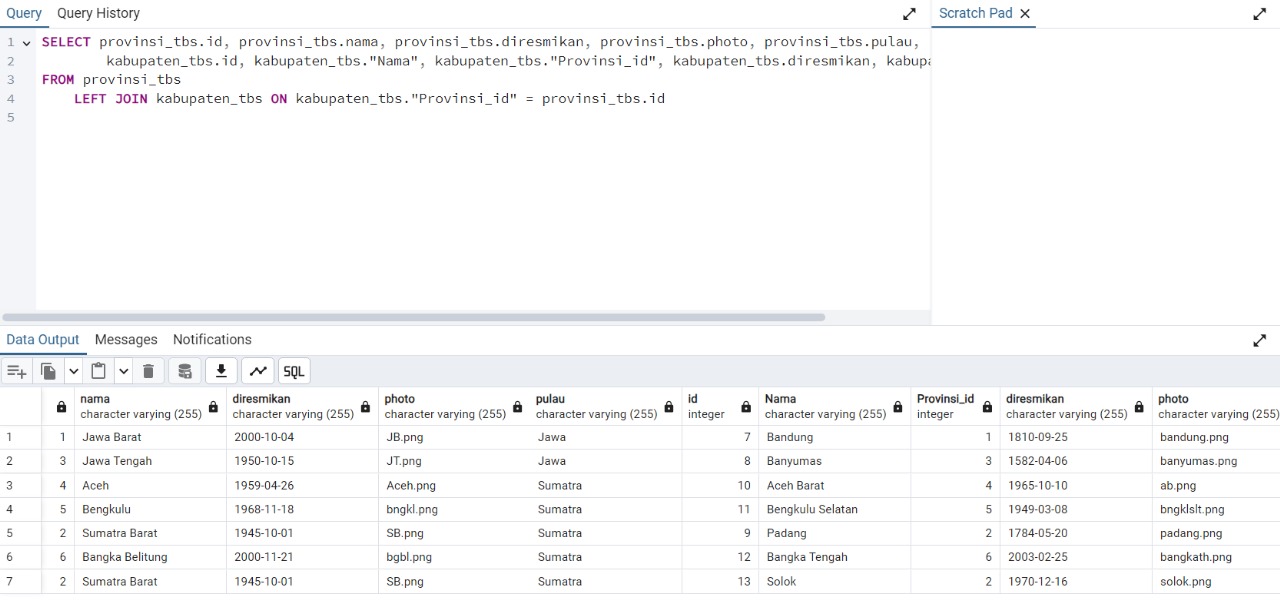 Query Query History Scratch Pad
1 SELECT provinsi_tbs.id, provinsi_tbs.nama, provinsi_tbs.diresmikan, provinsi_tbs.photo, provinsi_tbs.pulau,
2 kabupaten_tbs.id, kabupaten_tbs."Nama", kabupaten_tbs."Provinsi_id", kabupaten_tbs.diresmikan, kabupa
3 FROM provinsi_tbs
4 LEFT JOIN kabupaten_tbs ON kabupaten_tbs."Provinsi_id" = provinsi_tbs.id
5
Data Output Messages Notifications
SQL
nama diresmikan photo pulau id Nama Provinsi_id diresmikan photo
character varying (255) character varying (255) character varying (255) character varying (255) integer character varying (255) integer character varying (255) character varying (255)
1 1 Jawa Barat 2000-10-04 JB.png Jawa 7 Bandung 1 1810-09-25 bandung.png
2 3 Jawa Tengah 1950-10-15 JT.png Jawa 8 Banyumas 3 1582-04-06 banyumas.png
3 4 Aceh 1959-04-26 Aceh.png Sumatra 10 Aceh Barat 4 1965-10-10 ab.png
4 5 Bengkulu 1968-11-18 bngkl.png Sumatra 11 Bengkulu Selatan 5 1949-03-08 bngklslt.png
5 2 Sumatra Barat 1945-10-01 SB.png Sumatra 9 Padang 2 1784-05-20 padang.png
6 6 Bangka Belitung 2000-11-21 bgbl.png Sumatra 12 Bangka Tengah 6 2003-02-25 bangkath.png
7 2 Sumatra Barat 1945-10-01 SB.png Sumatra 13 Solok 2 1970-12-16 solok.png